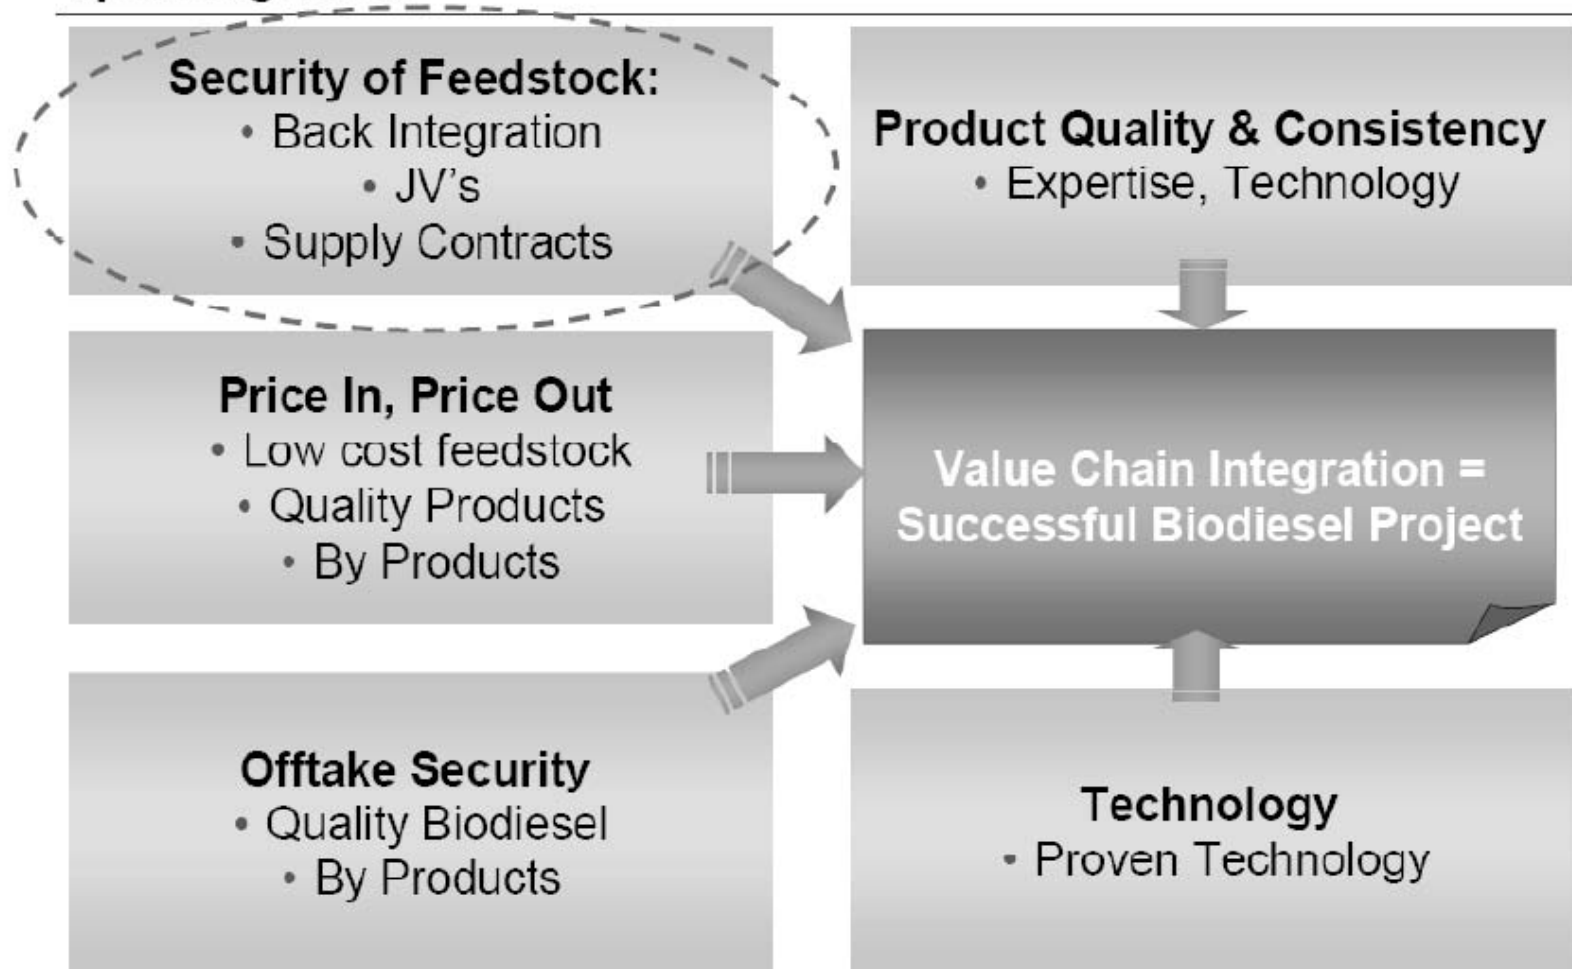 Security of Feedstock:
• Back Integration
• JV's
• Supply Contracts
Product Quality & Consistency
• Expertise, Technology
Price In, Price Out
• Low cost feedstock
• Quality Products
• By Products
Value Chain Integration =
Successful Biodiesel Project
Offtake Security
• Quality Biodiesel
• By Products
Technology
• Proven Technology